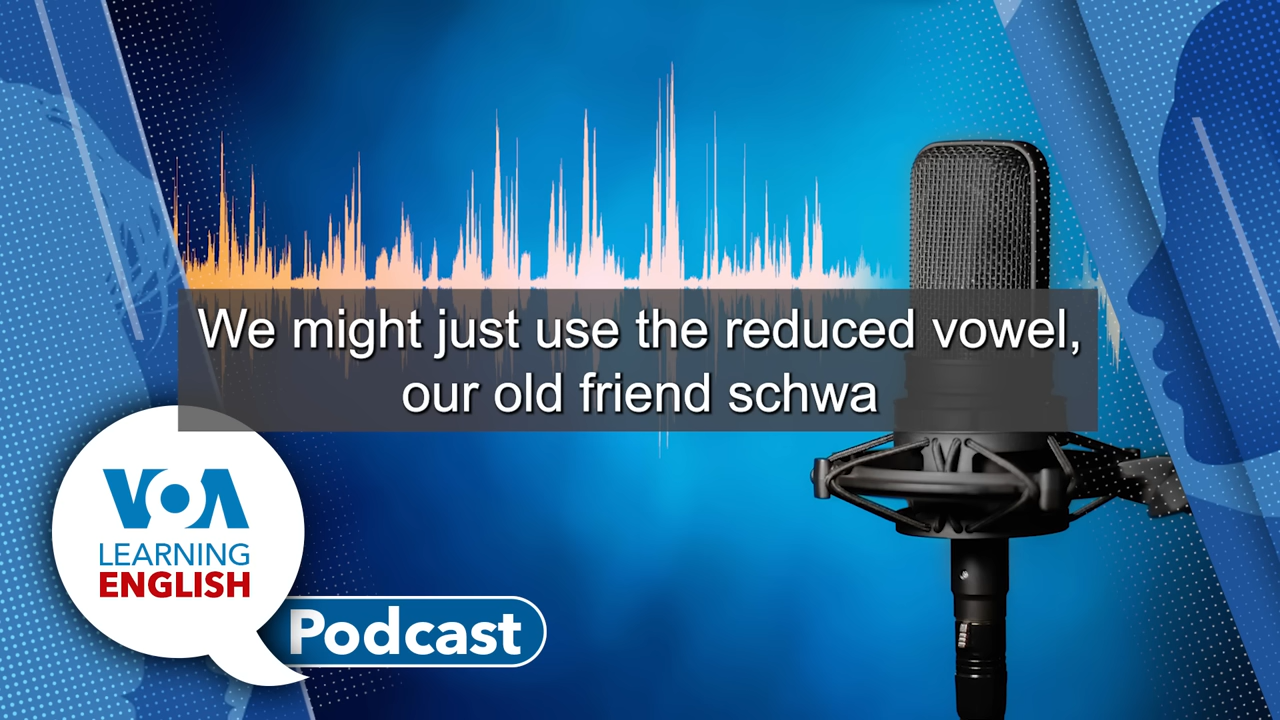 We might just use the reduced vowel,
our old friend schwa
VOA
LEARNING
ENGLISH
Podcast